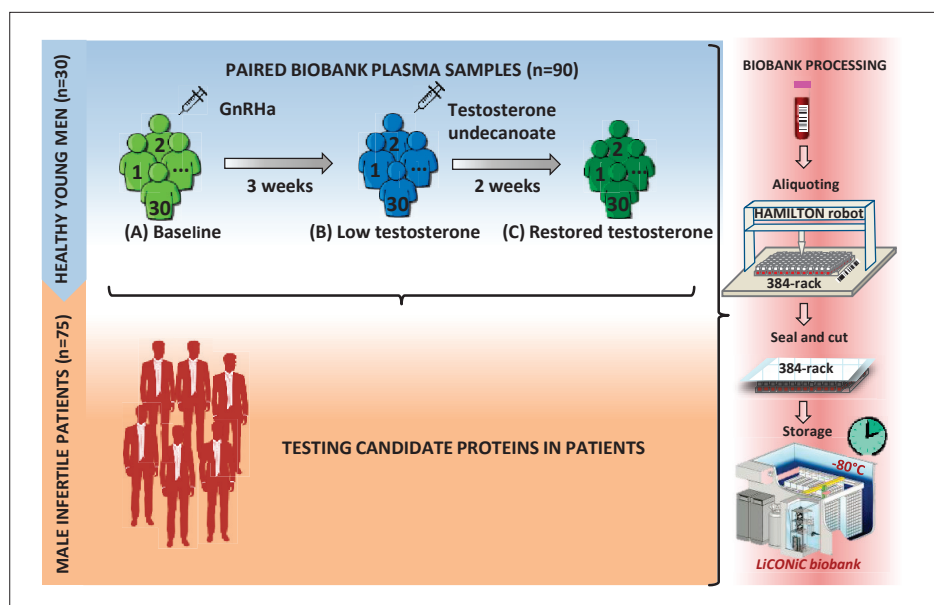 HEALTHY YOUNG MEN (n=30)
PAIRED BIOBANK PLASMA SAMPLES (n=90)
GnRHa
Testosterone
undecanoate
1
2
...
30
3 weeks
1
2
...
30
2 weeks
1
2
...
30
(A) Baseline
(B) Low testosterone
(C) Restored testosterone
MALE INFERTILE PATIENTS (n=75)
TESTING CANDIDATE PROTEINS IN PATIENTS
BIOBANK PROCESSING
Aliquoting
HAMILTON robot
384-rack
Seal and cut
384-rack
Storage
-80°C
LiCONiC biobank